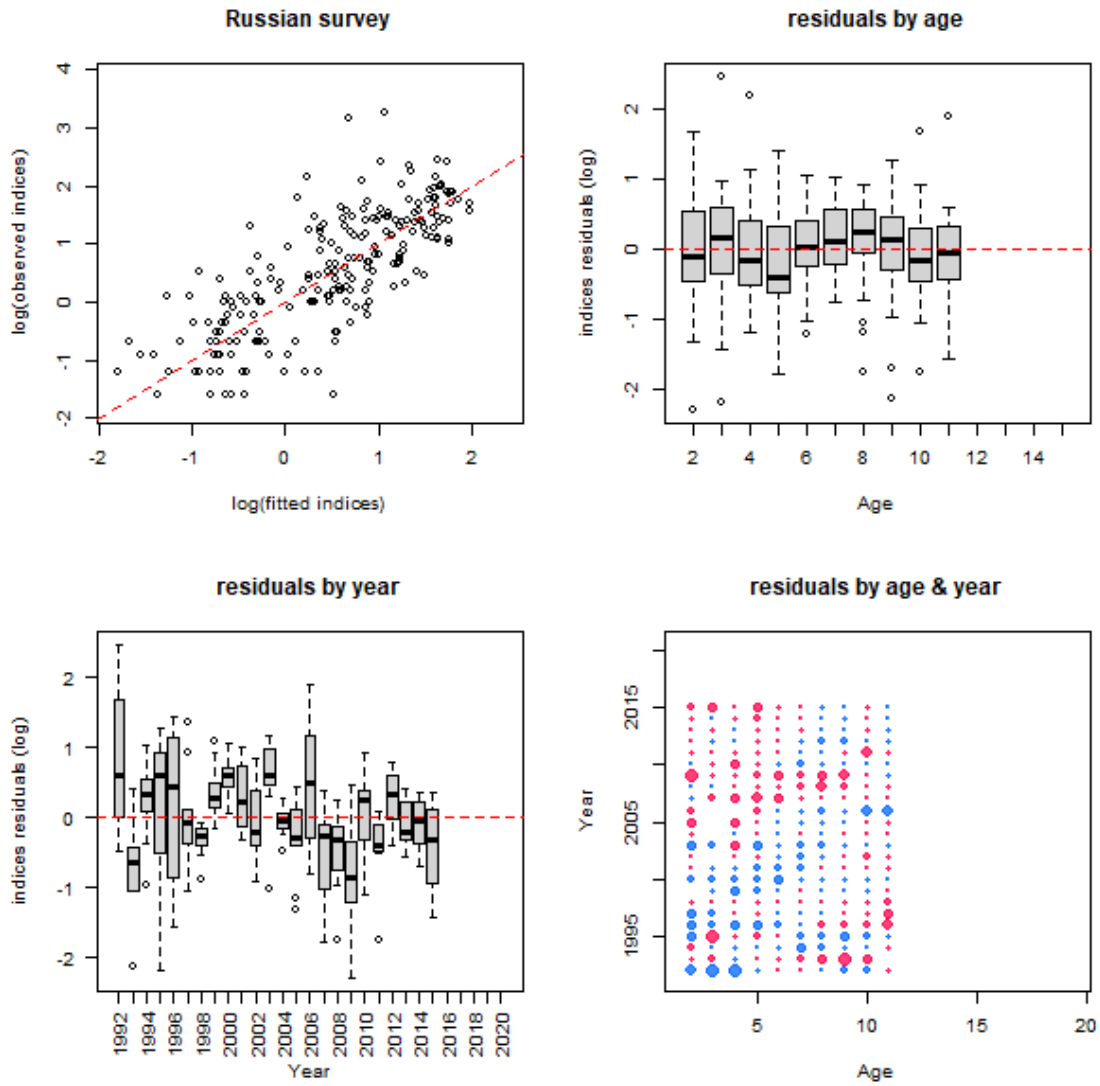 Russian survey
log(observed indices)
4
3
2
1
0
-1
-2
-2 -1 0 1 2
log(fitted indices)
residuals by age
indices residuals (log)
2
1
0
-1
-2
2 4 6 8 10 12 14
Age
residuals by year
indices residuals (log)
2
1
0
-1
-2
1992 1994 1996 1998 2000 2002 2004 2006 2008 2010 2012 2014 2016 2018 2020
Year
residuals by age & year
Year
2015
2005
1995
5 10 15 20
Age